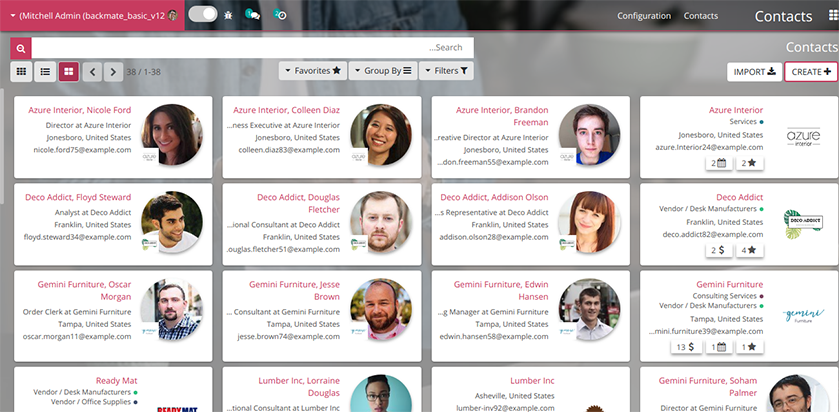 (Mitchell Admin (backmate_basic_v12
1
2
Configuration
Contacts
Contacts
...Search
Contacts
38 / 1-38
Favorites
Group By
Filters
IMPORT
CREATE
Azure Interior, Nicole Ford
Director at Azure Interior
Jonesboro, United States
nicole.ford75@example.com
azure
Azure Interior, Colleen Diaz
...ness Executive at Azure Interior
Jonesboro, United States
colleen.diaz83@example.com
azure
Azure Interior, Brandon
Freeman
...reative Director at Azure Interior
Jonesboro, United States
...don.freeman55@example.com
azure
Azure Interior
Services
Jonesboro, United States
azure.Interior24@example.com
2
2
azure
interior
Deco Addict, Floyd Steward
Analyst at Deco Addict
Franklin, United States
floyd.steward34@example.com
Deco Addict, Douglas
Fletcher
...ional Consultant at Deco Addict
Franklin, United States
...ouglas.fletcher51@example.com
Deco Addict, Addison Olson
...s Representative at Deco Addict
Franklin, United States
addison.olson28@example.com
Deco Addict
Vendor / Desk Manufacturers
Franklin, United States
deco.addict82@example.com
2 $
4
DECO ADDICT
Gemini Furniture, Oscar
Morgan
Order Clerk at Gemini Furniture
Tampa, United States
oscar.morgan11@example.com
gemini
Gemini Furniture, Jesse
Brown
... Consultant at Gemini Furniture
Tampa, United States
jesse.brown74@example.com
gemini
Gemini Furniture, Edwin
Hansen
...g Manager at Gemini Furniture
Tampa, United States
edwin.hansen58@example.com
gemini
Gemini Furniture
Consulting Services
Vendor / Desk Manufacturers
Tampa, United States
...mini.furniture39@example.com
13 $
1
1
gemini
Furniture
Ready Mat
Vendor / Desk Manufacturers
Vendor / Office Supplies
READY MAT
Lumber Inc, Lorraine
Douglas
...tional Consultant at Lumber Inc
Lumber Inc
Asheville, United States
lumber-inv92@example.com
Gemini Furniture, Soham
Palmer
Director at Gemini Furniture